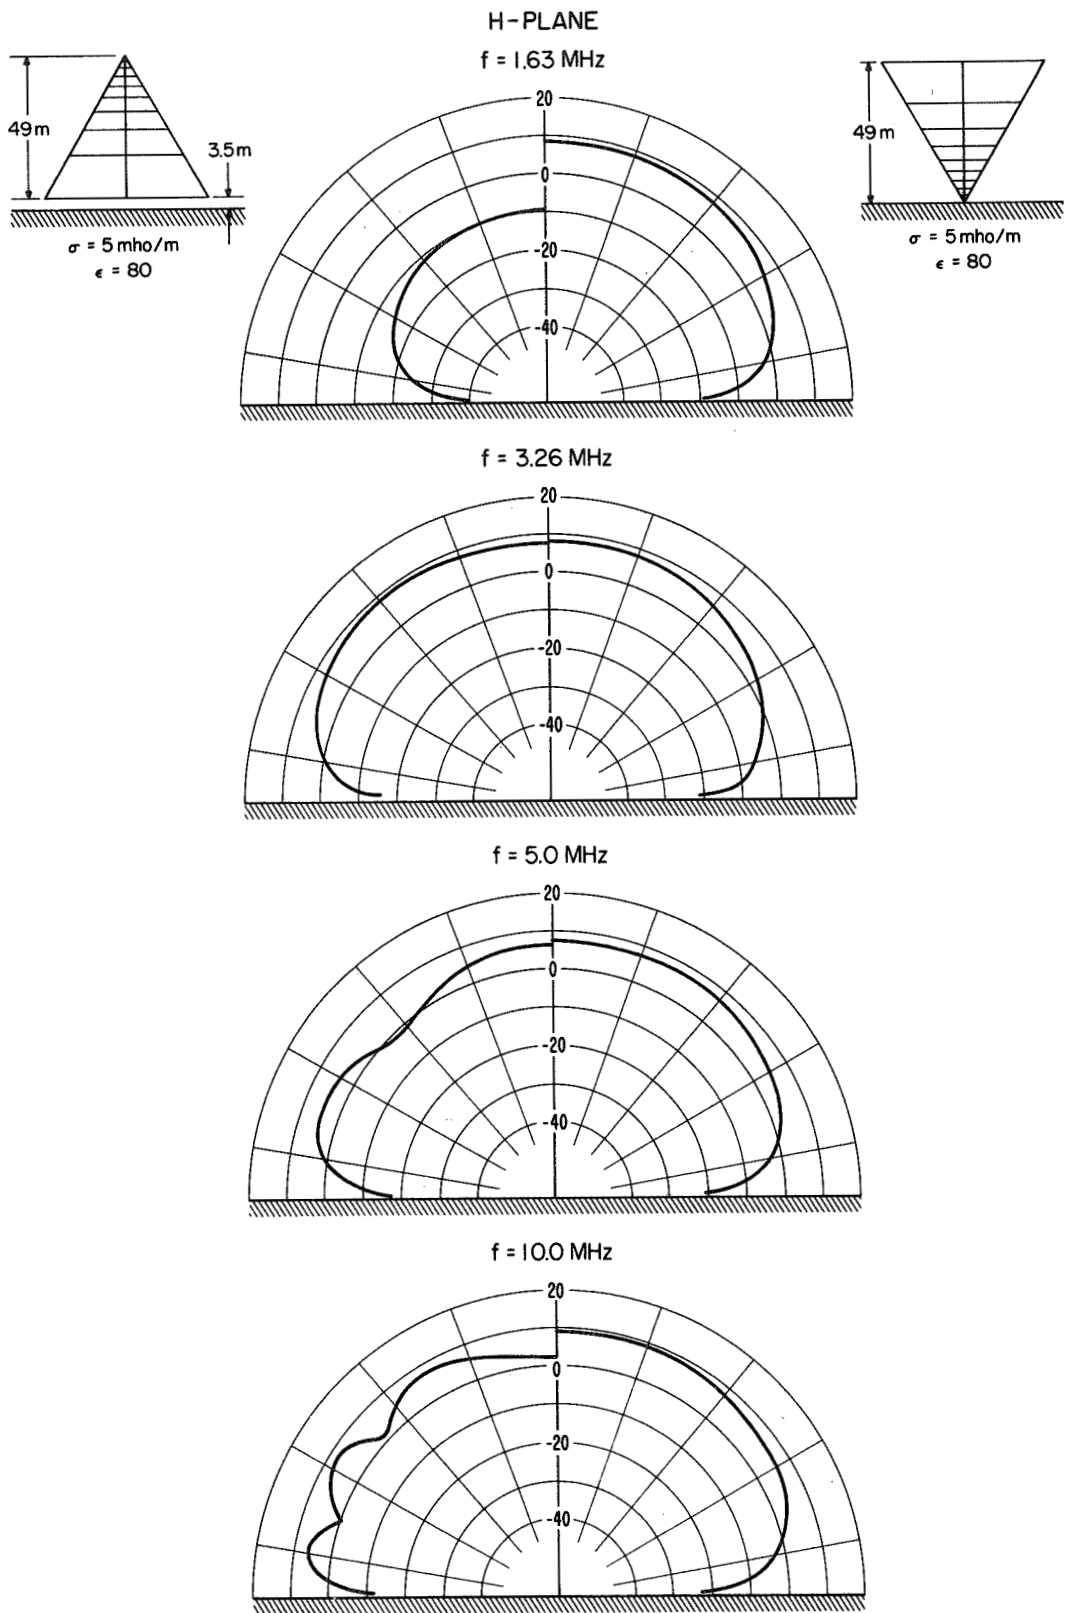 H-PLANE
f = 1.63 MHz
49m
3.5m
σ = 5 mho/m
ϵ = 80
49m
σ = 5 mho/m
ϵ = 80
20
0
-20
-40
f = 3.26 MHz
20
0
-20
-40
f = 5.0 MHz
20
0
-20
-40
f = 10.0 MHz
20
0
-20
-40